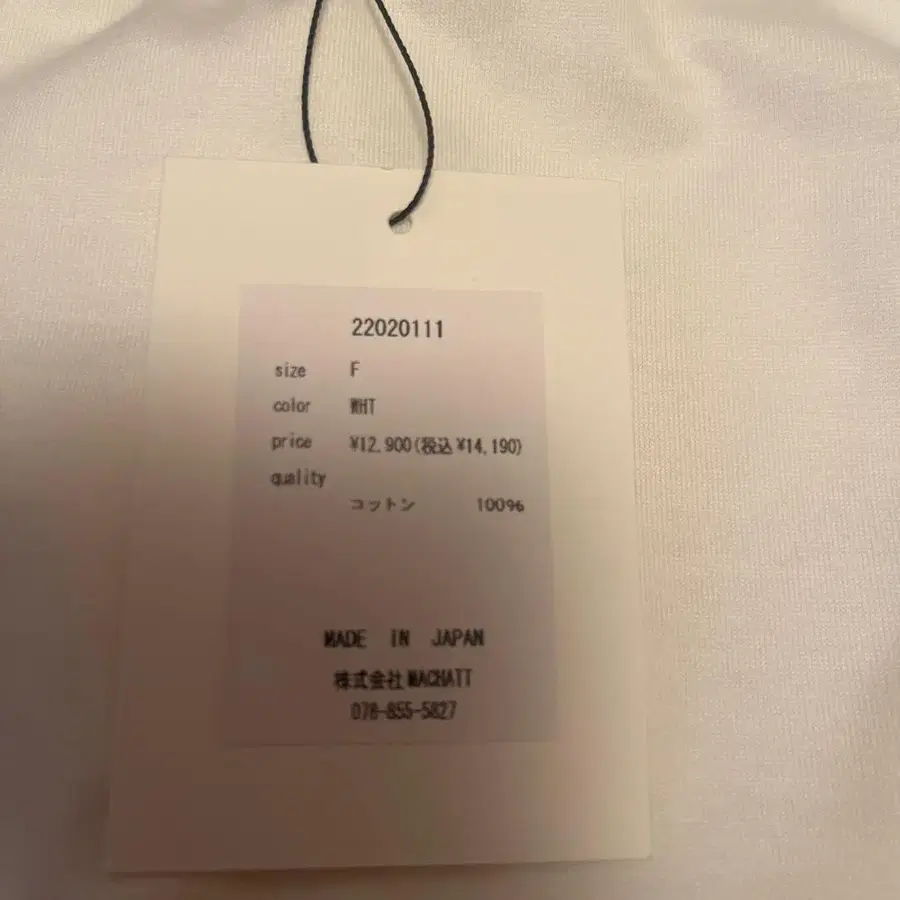 22020111
size F
color WHT
price ¥12,900(税込¥14,190)
quality
コットン 100%
MADE IN JAPAN
株式会社MACHATT
078-855-5827